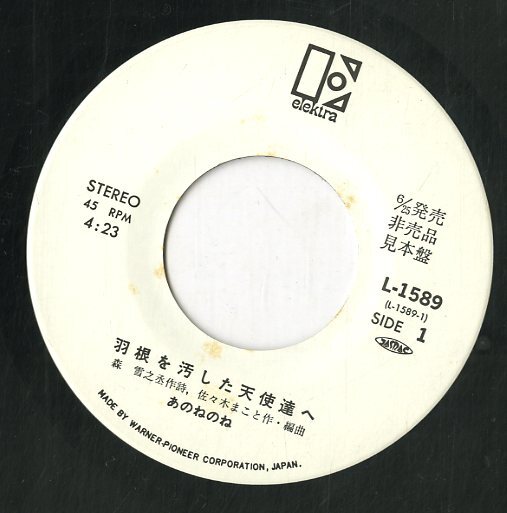 elektra
STEREO
45 RPM
4:23
6/25発売
非売品
見本盤
L-1589
(L-1589-1)
SIDE 1
JASRAC
羽根を汚した天使達へ
森 雪之丞作詩, 佐々木まこと作・編曲
あのねのね
MADE BY WARNER-PIONEER CORPORATION, JAPAN.